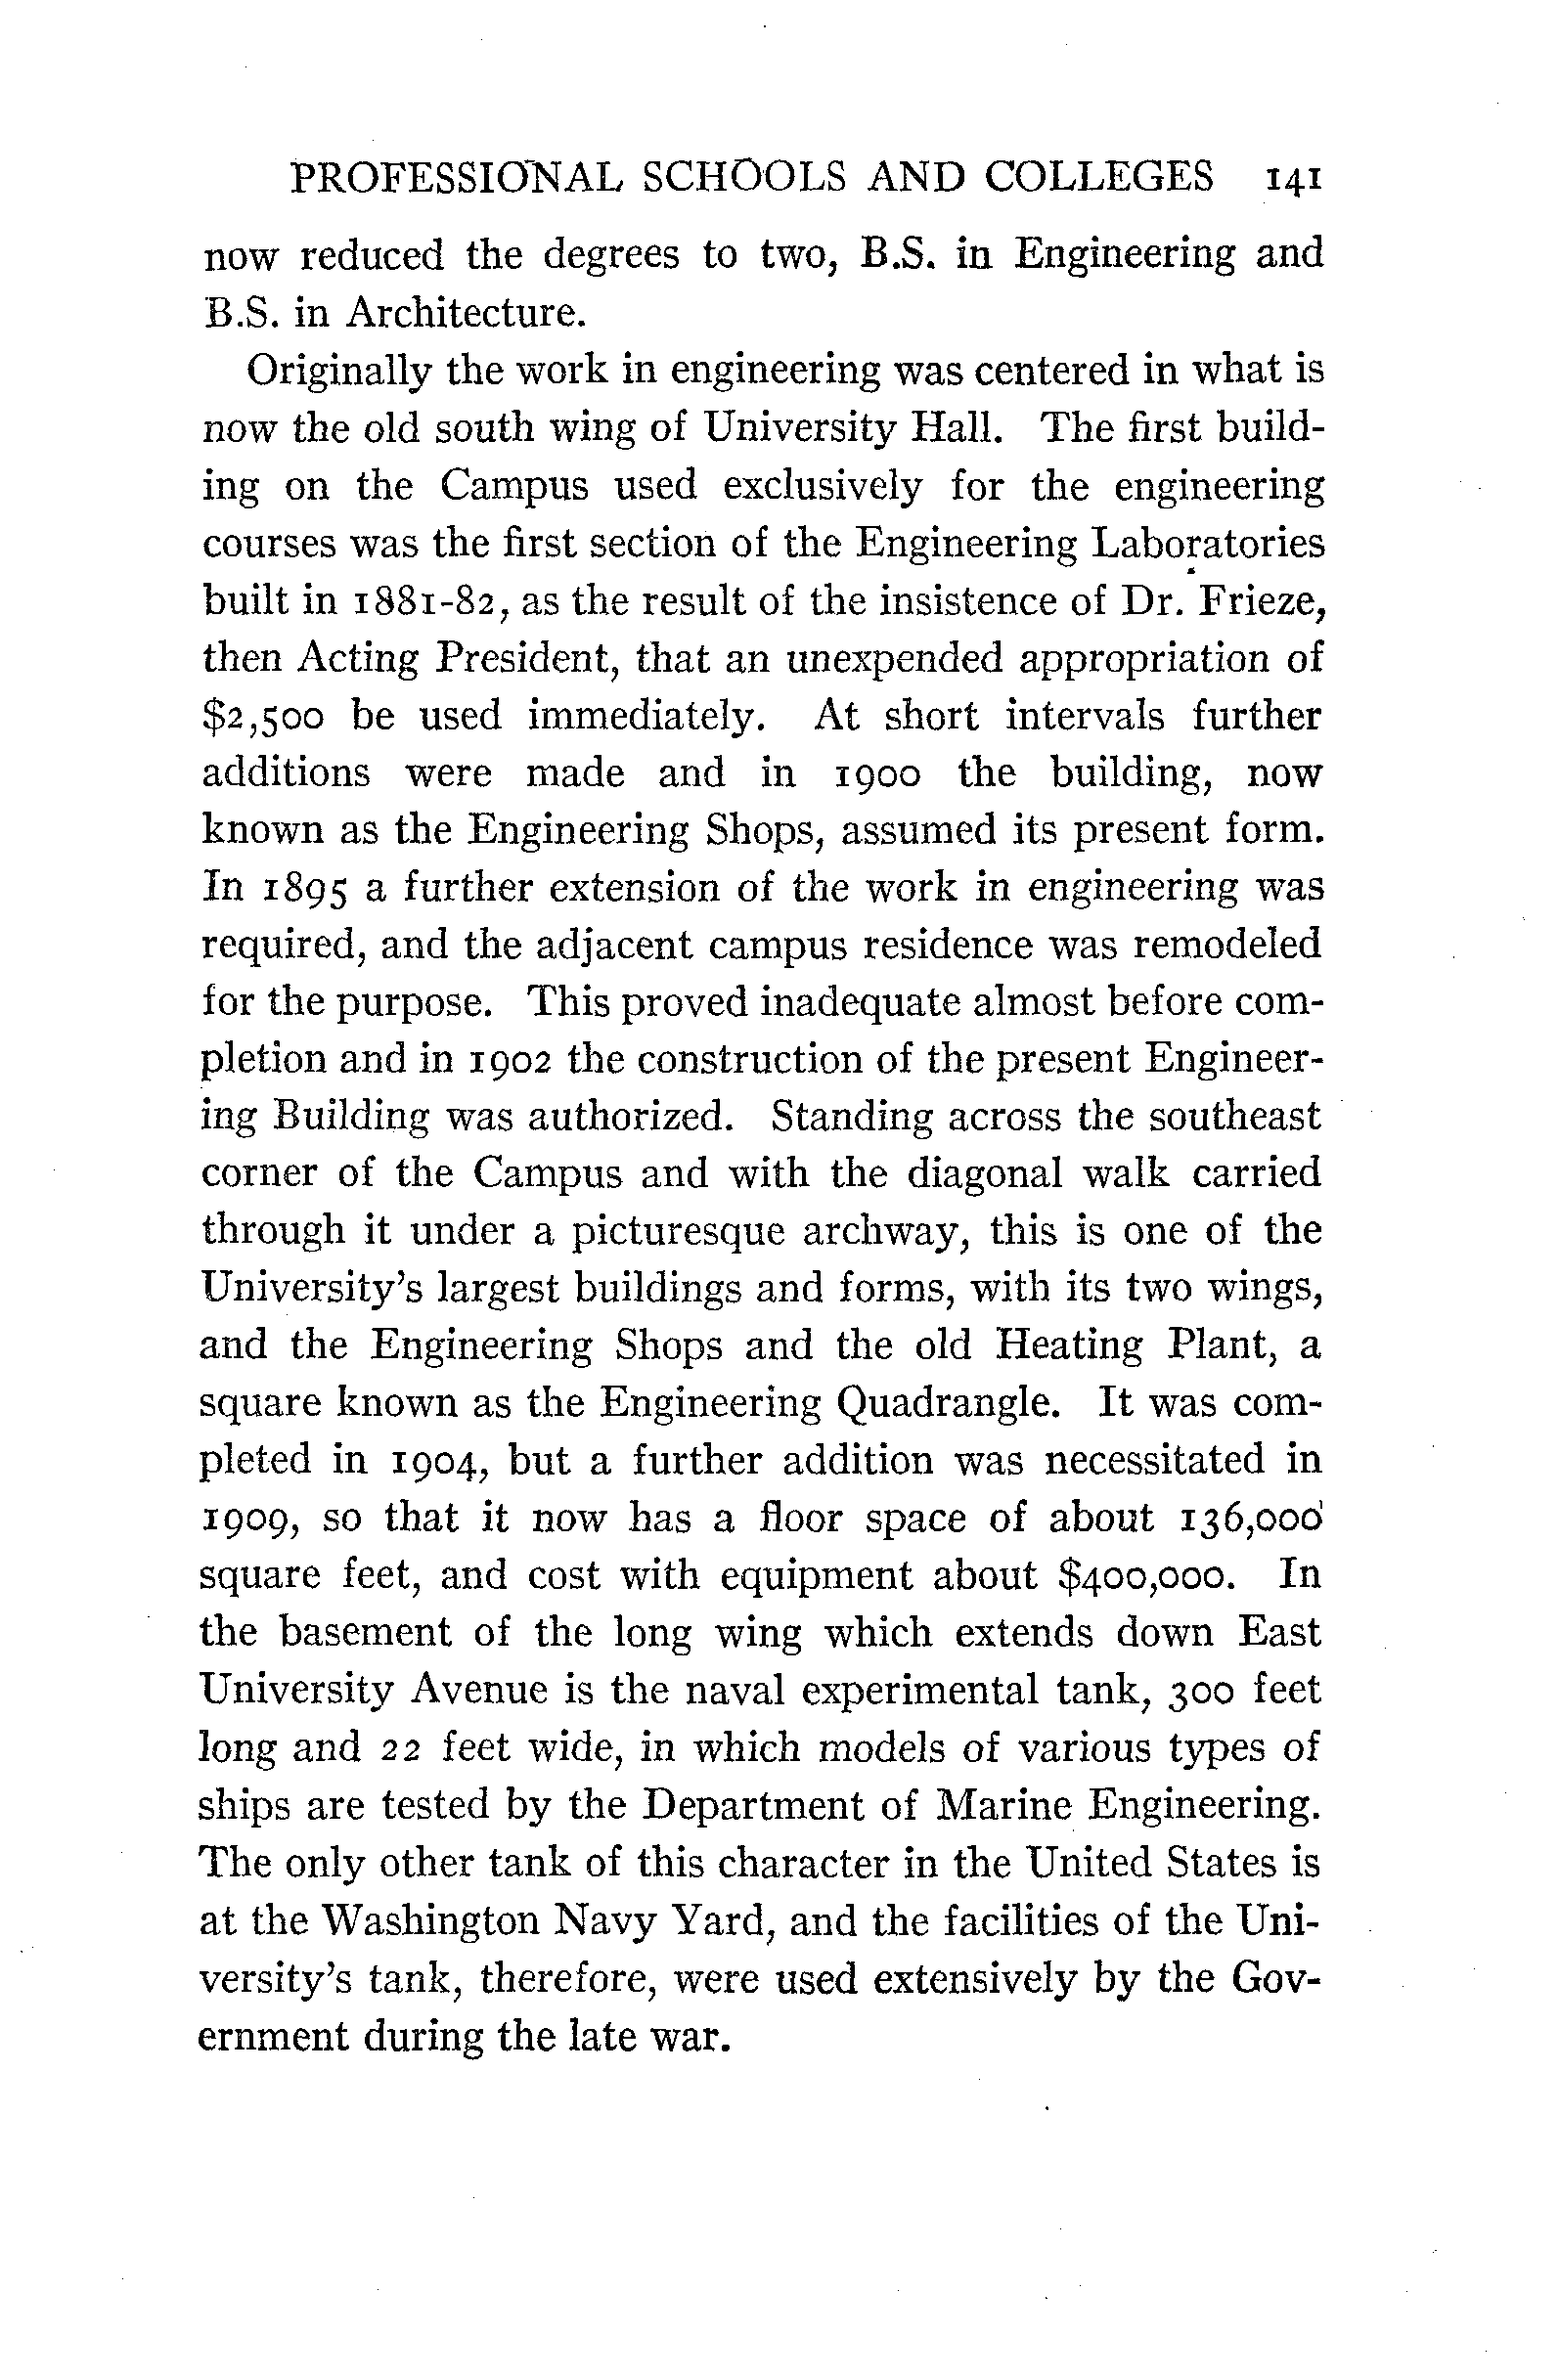 PROFESSIONAL SCHOOLS AND COLLEGES 141
now reduced the degrees to two, B.S. in Engineering and
B.S. in Architecture.
Originally the work in engineering was centered in what is
now the old south wing of University Hall. The first build-
ing on the Campus used exclusively for the engineering
courses was the first section of the Engineering Laboratories
built in 1881-82, as the result of the insistence of Dr. Frieze,
then Acting President, that an unexpended appropriation of
$2,500 be used immediately. At short intervals further
additions were made and in 1900 the building, now
known as the Engineering Shops, assumed its present form.
In 1895 a further extension of the work in engineering was
required, and the adjacent campus residence was remodeled
for the purpose. This proved inadequate almost before com-
pletion and in 1902 the construction of the present Engineer-
ing Building was authorized. Standing across the southeast
corner of the Campus and with the diagonal walk carried
through it under a picturesque archway, this is one of the
University's largest buildings and forms, with its two wings,
and the Engineering Shops and the old Heating Plant, a
square known as the Engineering Quadrangle. It was com-
pleted in 1904, but a further addition was necessitated in
1909, so that it now has a floor space of about 136,000
square feet, and cost with equipment about $400,000. In
the basement of the long wing which extends down East
University Avenue is the naval experimental tank, 300 feet
long and 22 feet wide, in which models of various types of
ships are tested by the Department of Marine Engineering.
The only other tank of this character in the United States is
at the Washington Navy Yard, and the facilities of the Uni-
versity's tank, therefore, were used extensively by the Gov-
ernment during the late war.